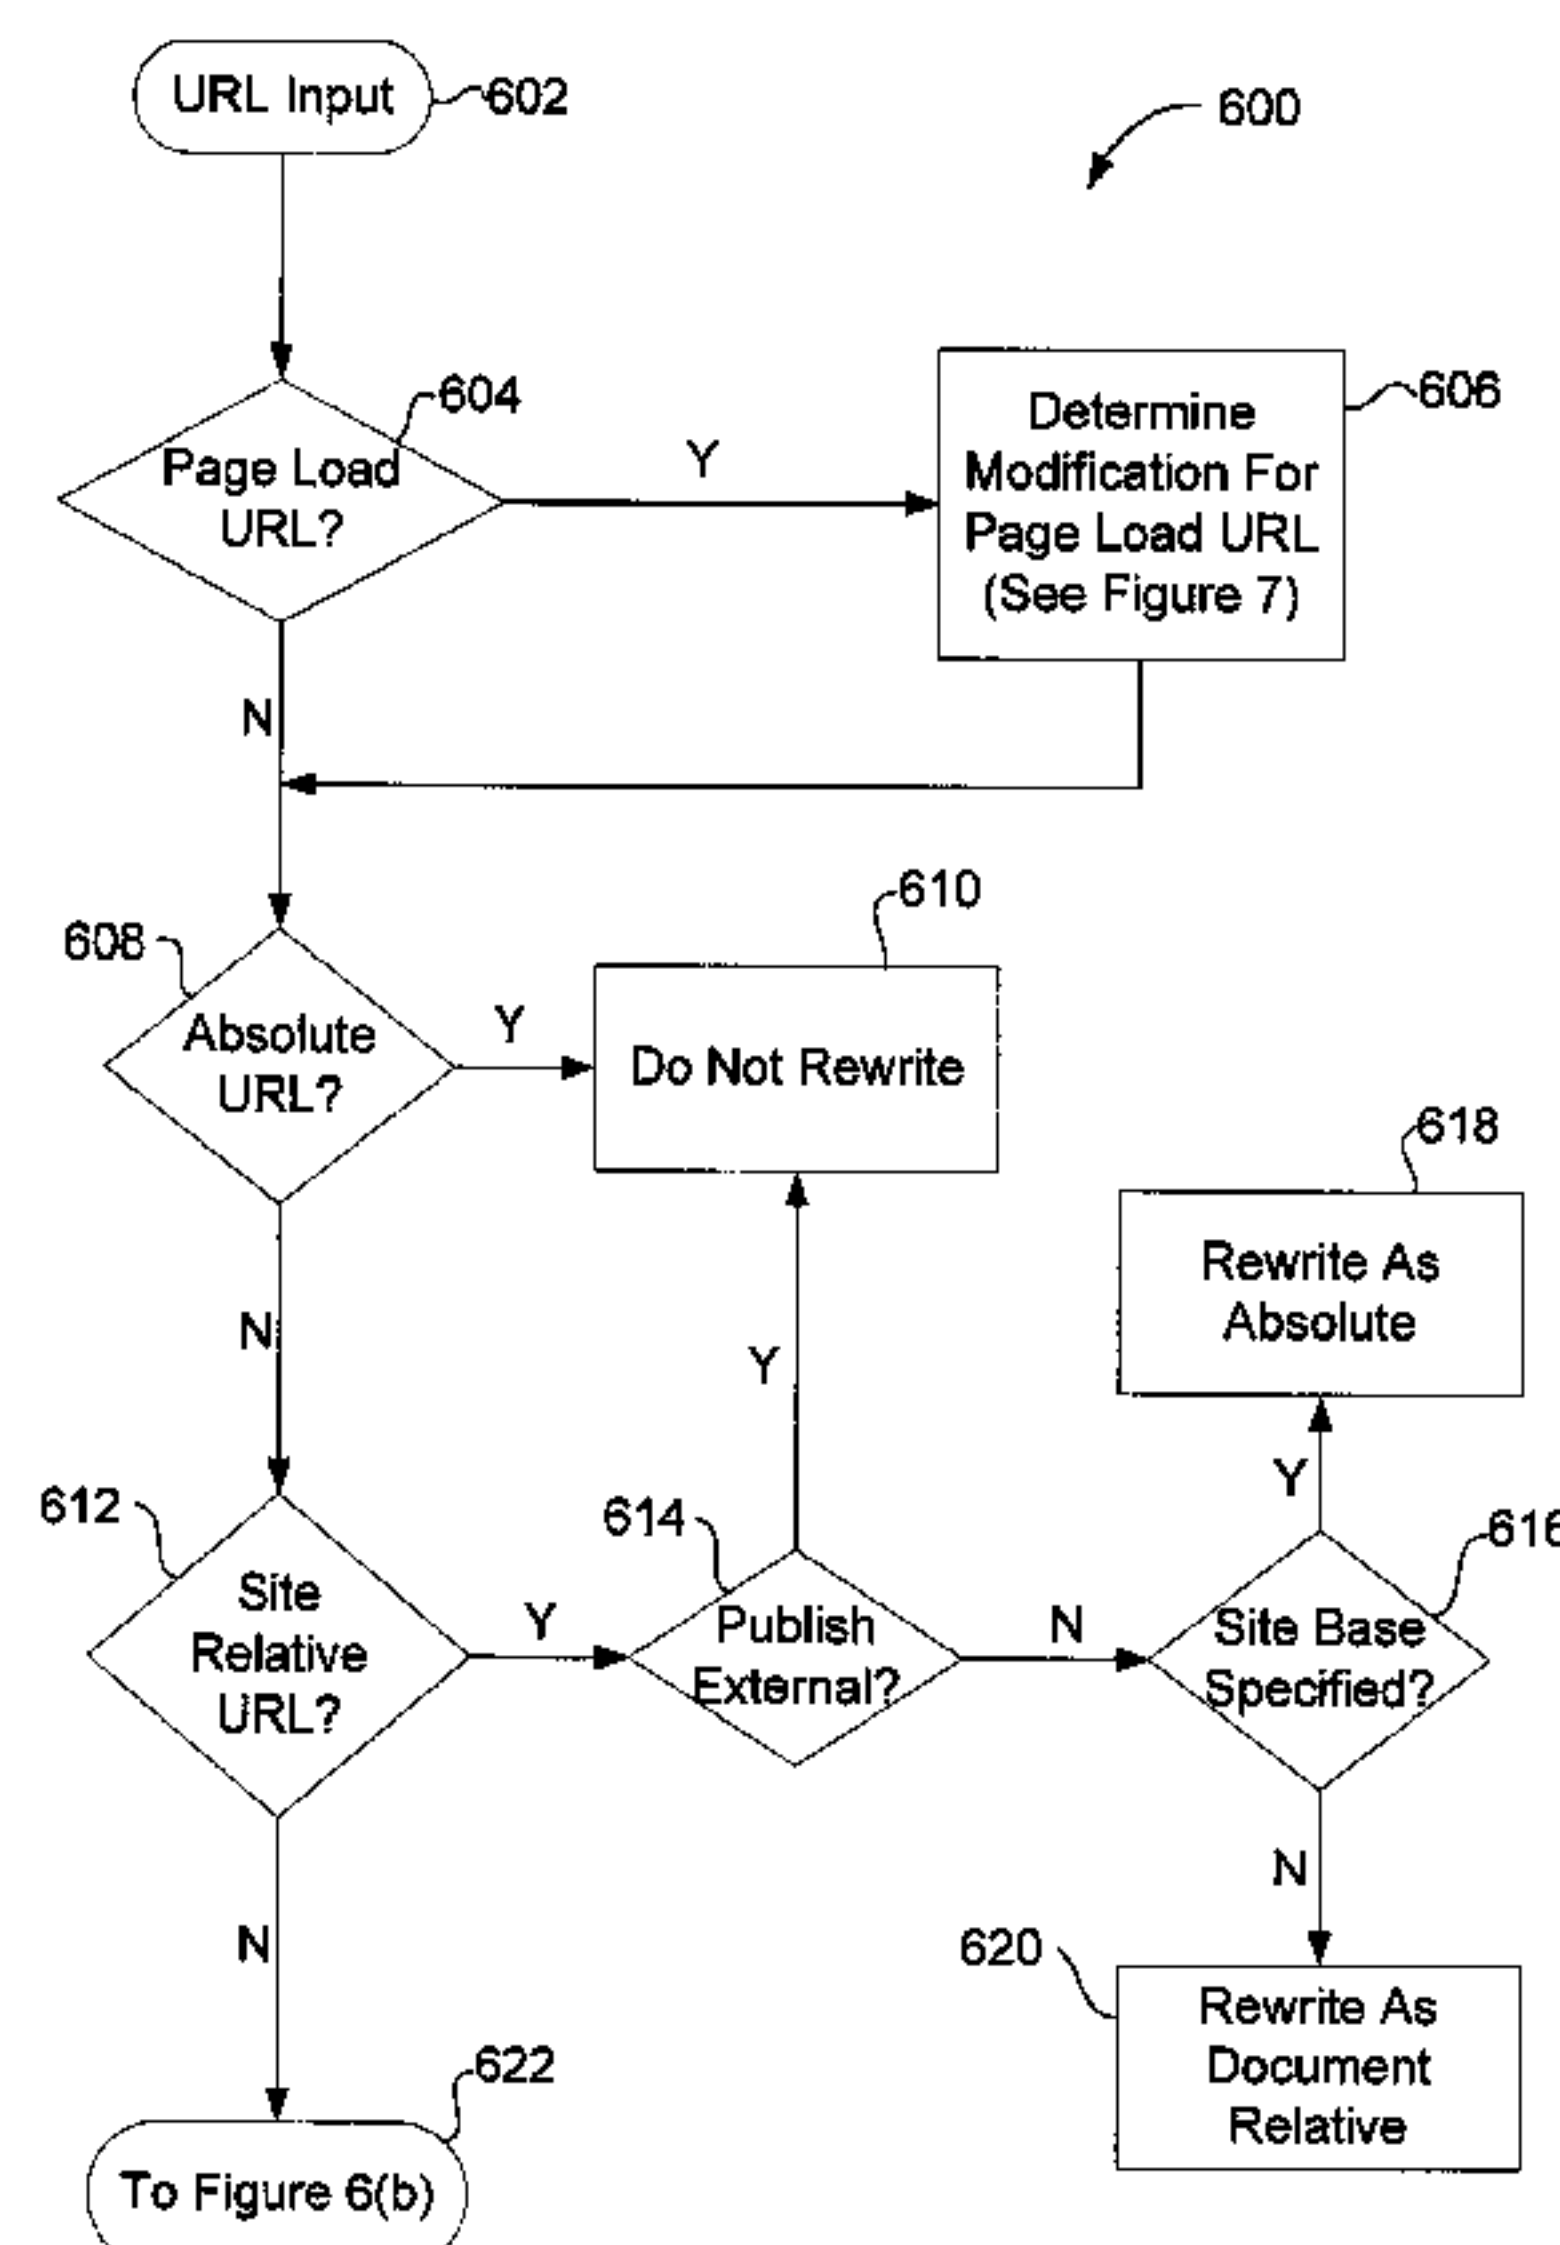 URL Input
602
600
604
Page Load
URL?
Y
606
Determine
Modification For
Page Load URL
(See Figure 7)
N
608
Absolute
URL?
Y
610
Do Not Rewrite
618
Rewrite As
Absolute
N
Y
Y
612
Site
Relative
URL?
Y
614
Publish
External?
N
616
Site Base
Specified?
N
N
620
Rewrite As
Document
Relative
622
To Figure 6(b)